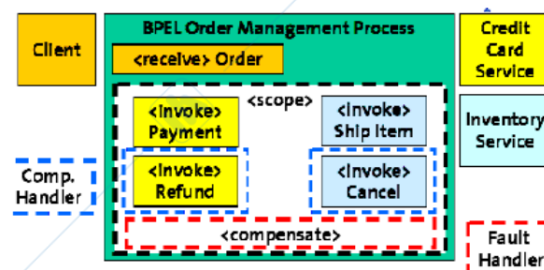 BPEL Order Management Process
Client
<receive> Order
Credit
Card
Service
<scope>
<invoke>
Payment
<invoke>
Ship Item
Inventory
Service
Comp.
Handler
<invoke>
Refund
<invoke>
Cancel
<compensate>
Fault
Handler